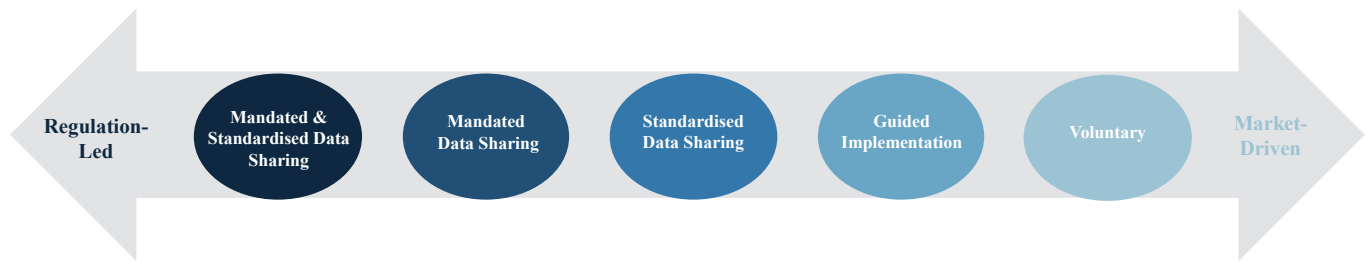 Regulation-
Led
Mandated &
Standardised Data
Sharing
Mandated
Data Sharing
Standardised
Data Sharing
Guided
Implementation
Voluntary
Market-
Driven